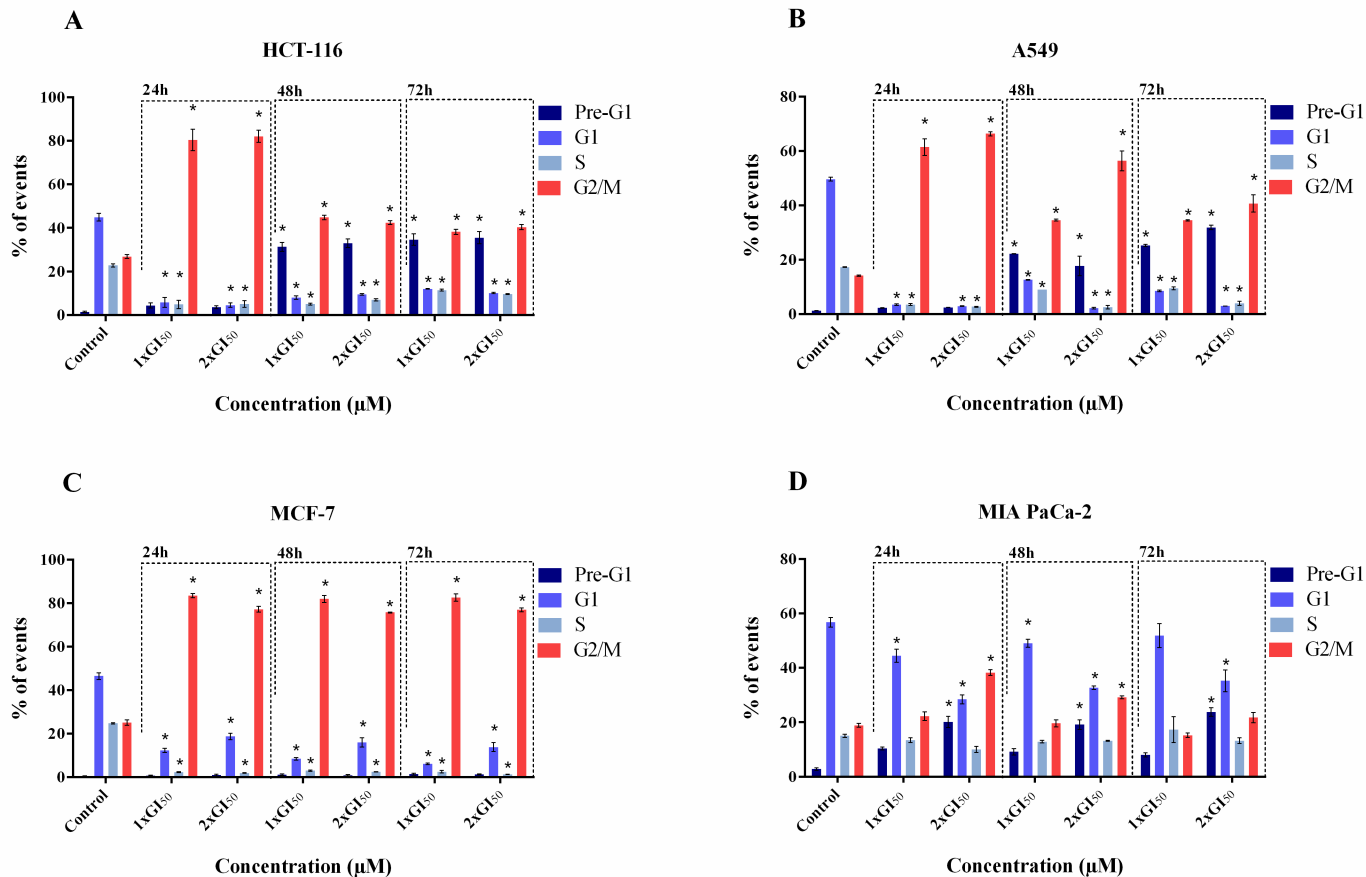 A
HCT-116
24h
48h
72h
100
80
60
40
20
0
% of events
* * * * * * * * * * * * * * * * * * * * * *
Pre-G1
G1
S
G2/M
Control
1xGI50
2xGI50
1xGI50
2xGI50
1xGI50
2xGI50
Concentration (µM)
B
A549
24h
48h
72h
80
60
40
20
0
% of events
* * * * * * * * * * * * * * * * * * * * * *
Pre-G1
G1
S
G2/M
Control
1xGI50
2xGI50
1xGI50
2xGI50
1xGI50
2xGI50
Concentration (µM)
C
MCF-7
24h
48h
72h
100
80
60
40
20
0
% of events
* * * * * * * * * * * * * * * * * *
Pre-G1
G1
S
G2/M
Control
1xGI50
2xGI50
1xGI50
2xGI50
1xGI50
2xGI50
Concentration (µM)
D
MIA PaCa-2
24h
48h
72h
80
60
40
20
0
% of events
* * * * * * * * * *
Pre-G1
G1
S
G2/M
Control
1xGI50
2xGI50
1xGI50
2xGI50
1xGI50
2xGI50
Concentration (µM)